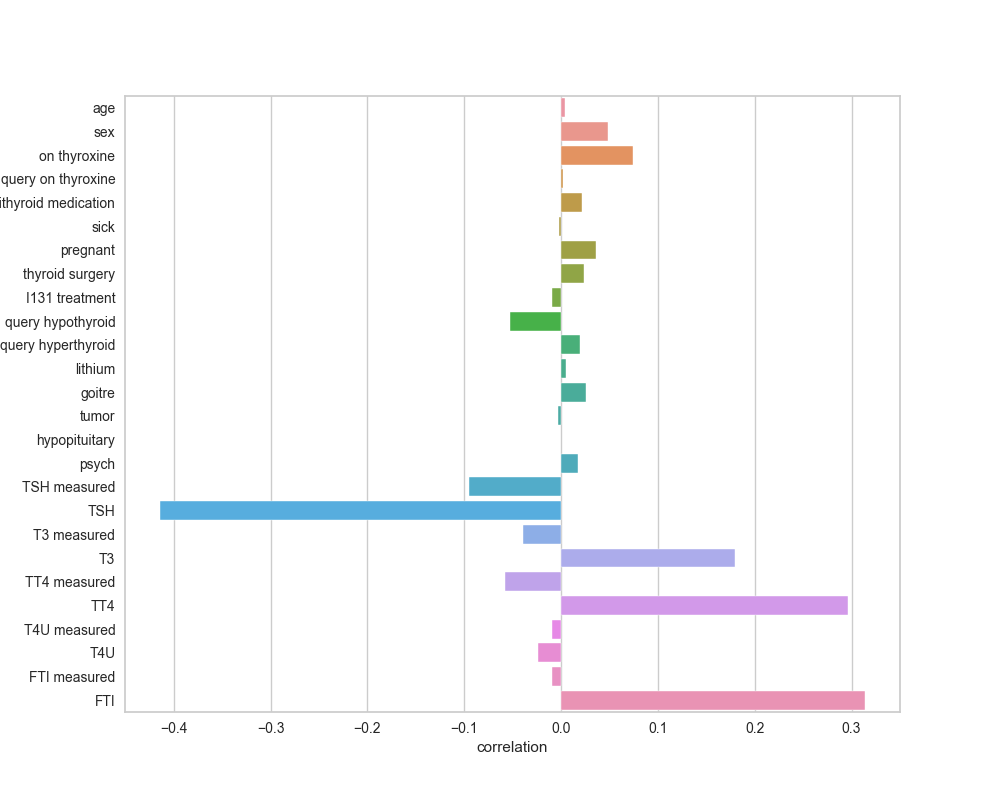 age
sex
on thyroxine
query on thyroxine
ithyroid medication
sick
pregnant
thyroid surgery
I131 treatment
query hypothyroid
query hyperthyroid
lithium
goitre
tumor
hypopituitary
psych
TSH measured
TSH
T3 measured
T3
TT4 measured
TT4
T4U measured
T4U
FTI measured
FTI
−0.4 −0.3 −0.2 −0.1 0.0 0.1 0.2 0.3
correlation